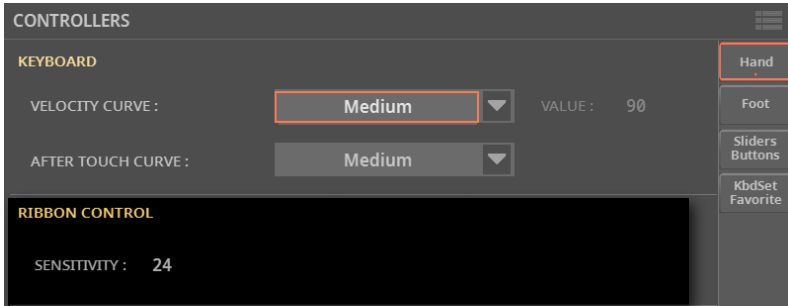 CONTROLLERS
KEYBOARD
VELOCITY CURVE : Medium VALUE : 90
AFTER TOUCH CURVE : Medium
RIBBON CONTROL
SENSITIVITY : 24
Hand
Foot
Sliders
Buttons
KbdSet
Favorite